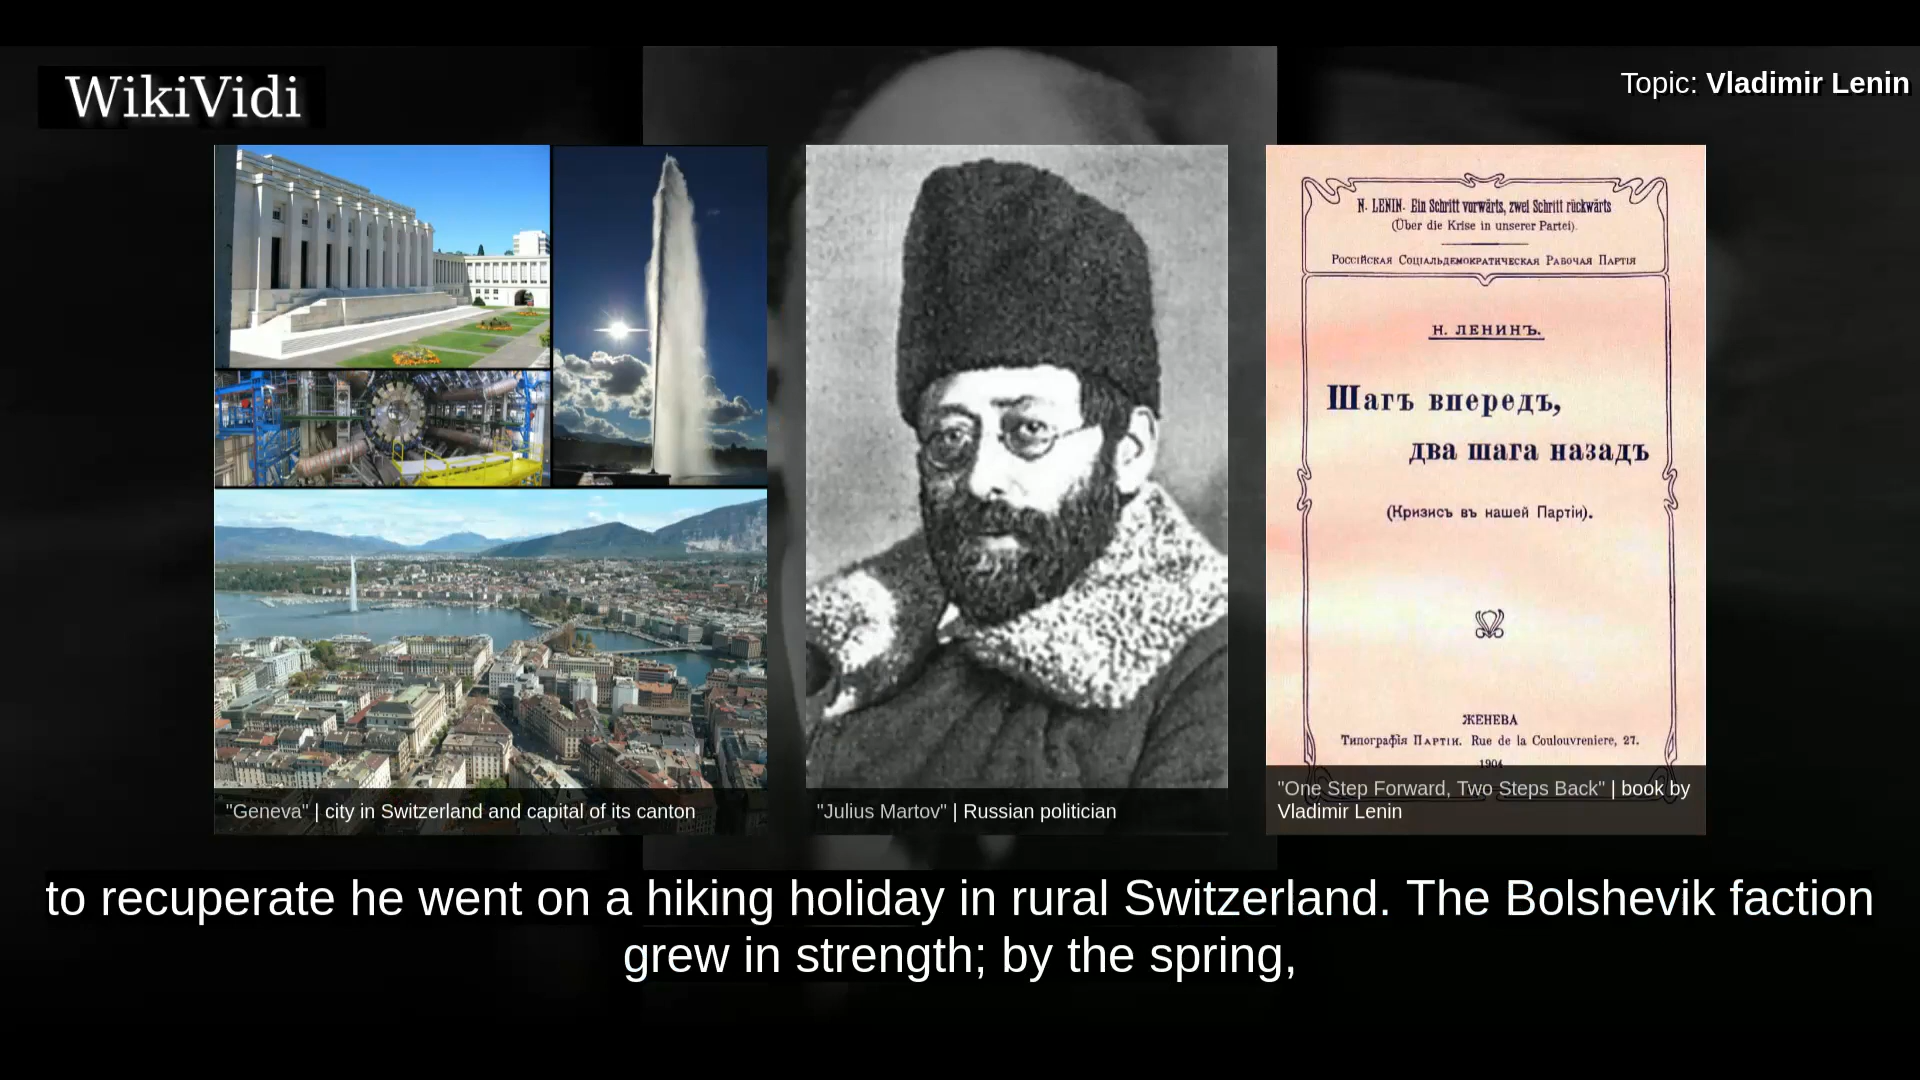 WikiVidi
Topic: Vladimir Lenin
N. LENIN. Ein Schritt vorwärts, zwei Schritt rückwärts
(Über die Krise in unserer Partei).
Россійская Соціальдемократическая Рабочая Партія
Н. ЛЕНИНЪ.
Шагъ впередъ,
два шага назадъ
(Кризисъ въ нашей Партіи).
ЖЕНЕВА
Типографія Партіи. Rue de la Coulouvreniere, 27.
1904
"Geneva" | city in Switzerland and capital of its canton
"Julius Martov" | Russian politician
"One Step Forward, Two Steps Back" | book by
Vladimir Lenin
to recuperate he went on a hiking holiday in rural Switzerland. The Bolshevik faction
grew in strength; by the spring,